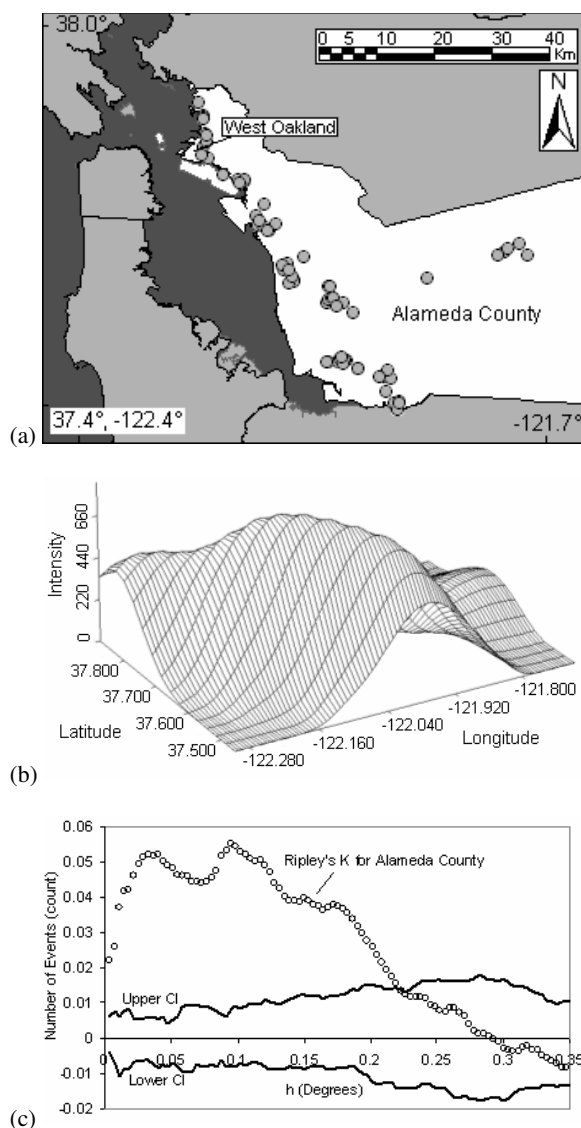 38.0°
0 5 10 20 30 40
Km
N
West Oakland
Alameda County
37.4°, -122.4°
-121.7°
(a)
Intensity
660
440
220
0
37.800
37.700
37.600
37.500
Latitude
-122.280
-122.160
-122.040
-121.920
-121.800
Longitude
(b)
Number of Events (count)
0.06
0.05
0.04
0.03
0.02
0.01
0
-0.01
-0.02
Ripley's K for Alameda County
Upper CI
0 0.05 0.1 0.15 0.2 0.25 0.3 0.35
Lower CI
h (Degrees)
(c)